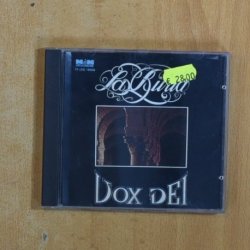 M&M
La Biblia
€ 28.00
VOX DEI